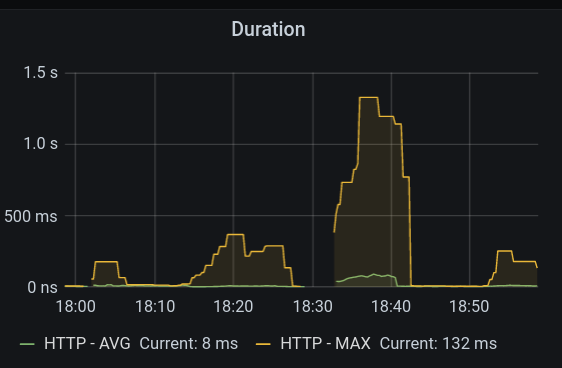 Duration
1.5 s
1.0 s
500 ms
0 ns
18:00 18:10 18:20 18:30 18:40 18:50
HTTP - AVG Current: 8 ms HTTP - MAX Current: 132 ms